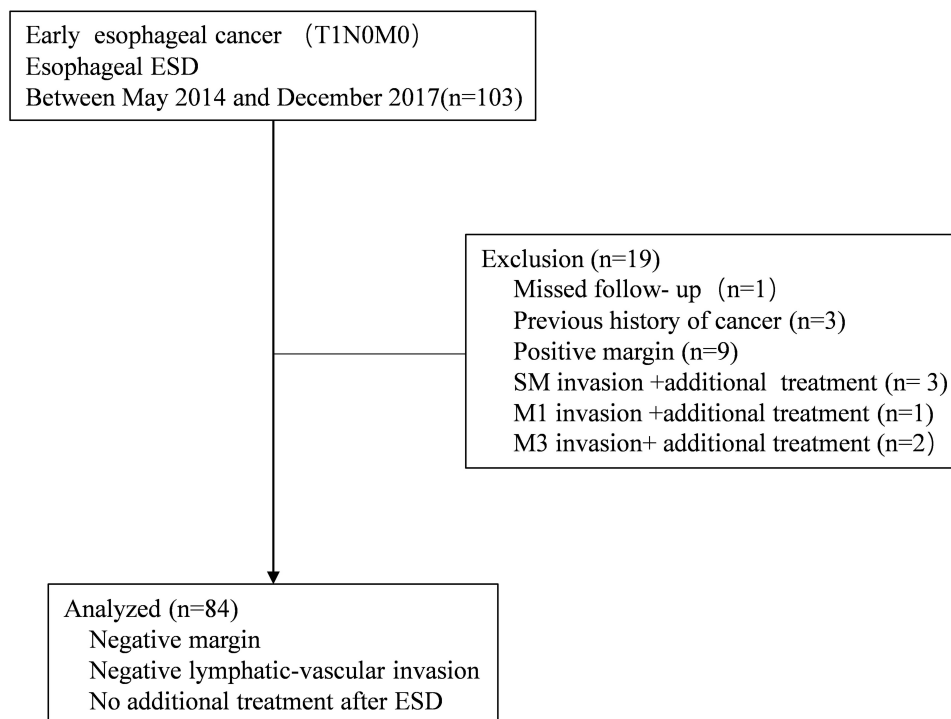 Early esophageal cancer （T1N0M0）
Esophageal ESD
Between May 2014 and December 2017(n=103)
Exclusion (n=19)
Missed follow- up（n=1）
Previous history of cancer (n=3)
Positive margin (n=9)
SM invasion +additional treatment (n= 3)
M1 invasion +additional treatment (n=1)
M3 invasion+ additional treatment (n=2）
Analyzed (n=84)
Negative margin
Negative lymphatic-vascular invasion
No additional treatment after ESD